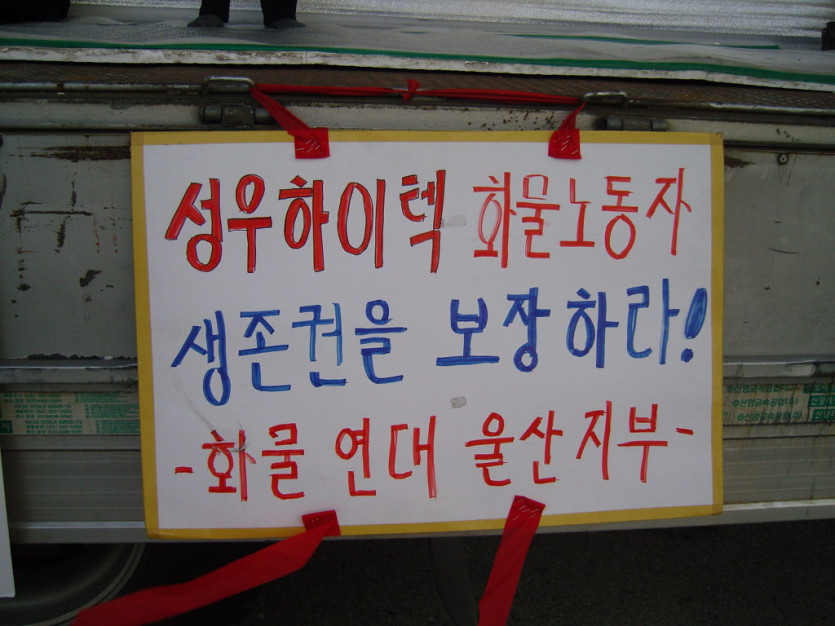 성우하이텍 화물노동자
생존권을 보장하라!
-화물 연대 울산지부-